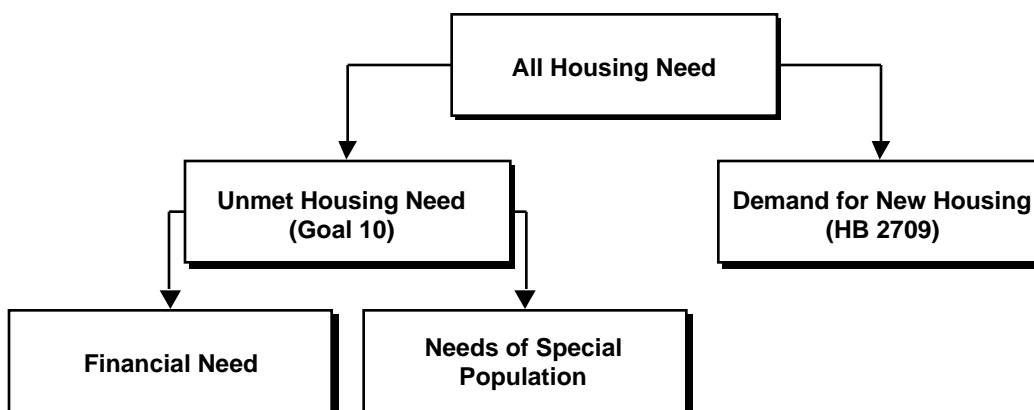 All Housing Need
Unmet Housing Need
(Goal 10)
Demand for New Housing
(HB 2709)
Financial Need
Needs of Special
Population